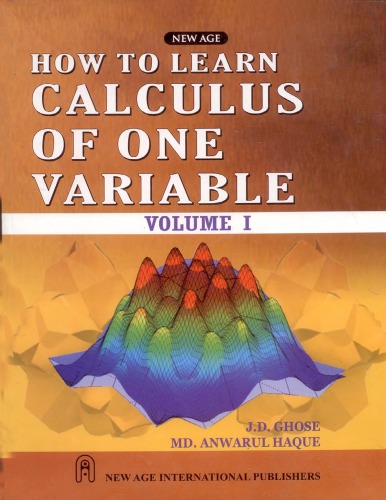 NEW AGE
HOW TO LEARN
CALCULUS
OF ONE
VARIABLE
VOLUME I
J.D. GHOSE
MD. ANWARUL HAQUE
NEW AGE INTERNATIONAL PUBLISHERS